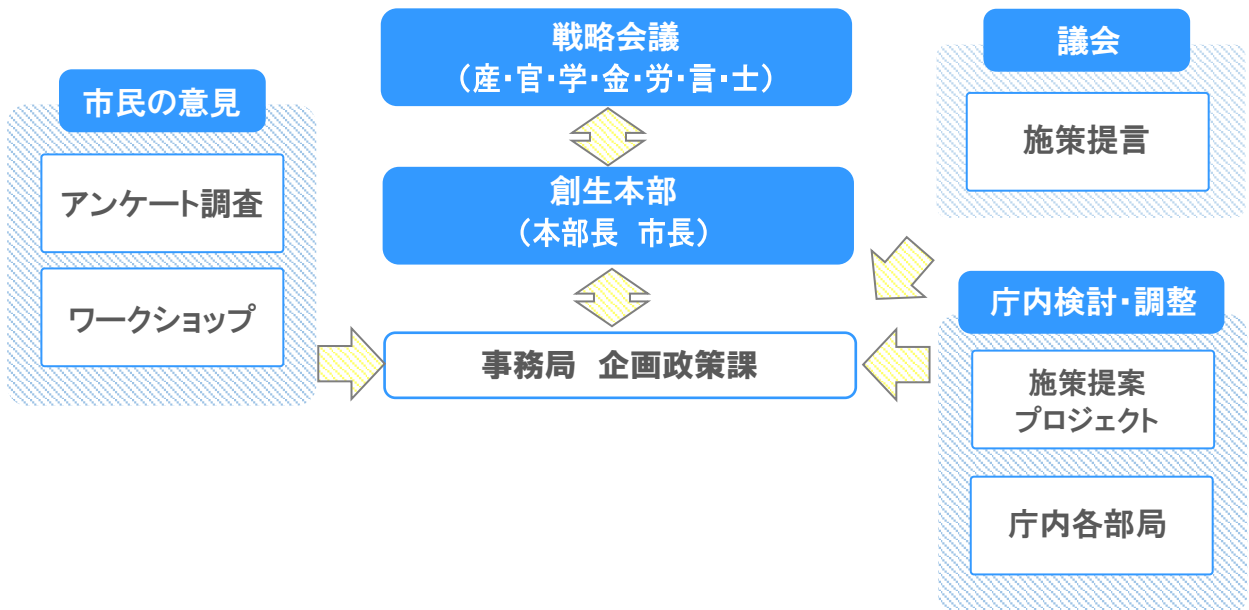 市民の意見
アンケート調査
ワークショップ
戦略会議
（産・官・学・金・労・言・士）
創生本部
（本部長　市長）
事務局　企画政策課
議会
施策提言
庁内検討・調整
施策提案
プロジェクト
庁内各部局